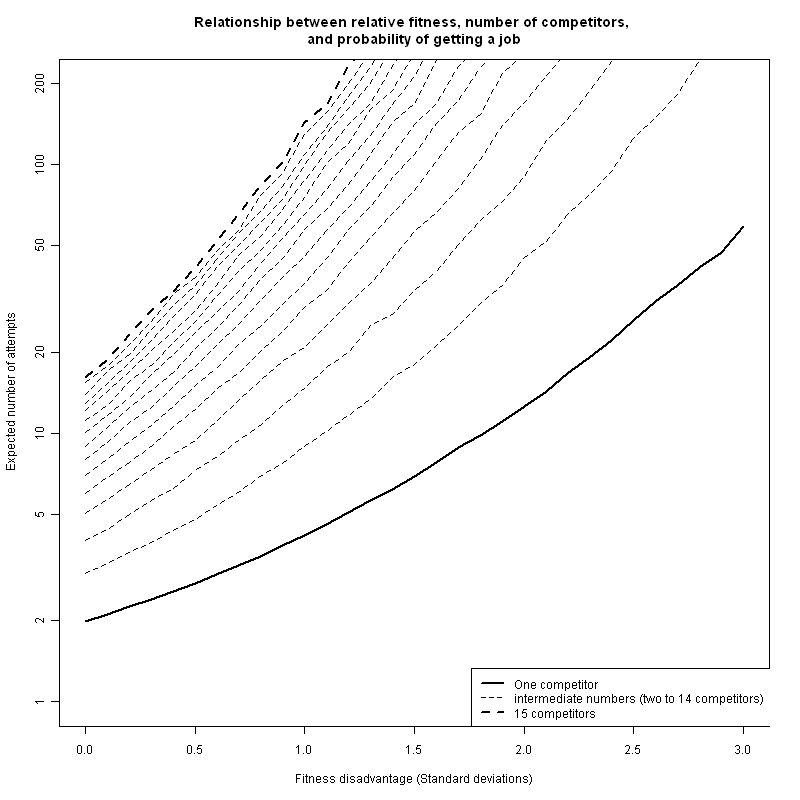 Relationship between relative fitness, number of competitors,
and probability of getting a job
Expected number of attempts
200
100
50
20
10
5
2
1
One competitor
intermediate numbers (two to 14 competitors)
15 competitors
0.0 0.5 1.0 1.5 2.0 2.5 3.0
Fitness disadvantage (Standard deviations)